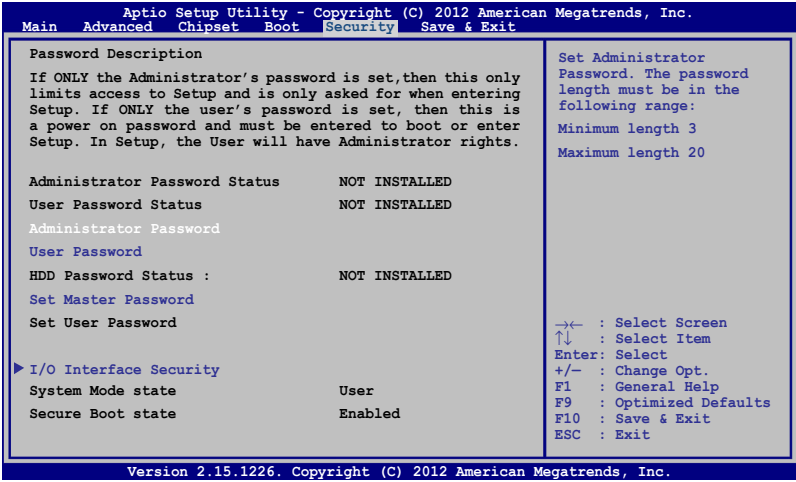 Aptio Setup Utility - Copyright (C) 2012 American Megatrends, Inc.
Main Advanced Chipset Boot Security Save & Exit
Password Description
If ONLY the Administrator's password is set,then this only
limits access to Setup and is only asked for when entering
Setup. If ONLY the user's password is set, then this is
a power on password and must be entered to boot or enter
Setup. In Setup, the User will have Administrator rights.
Administrator Password Status NOT INSTALLED
User Password Status NOT INSTALLED
Administrator Password
User Password
HDD Password Status : NOT INSTALLED
Set Master Password
Set User Password
I/O Interface Security
System Mode state User
Secure Boot state Enabled
Set Administrator
Password. The password
length must be in the
following range:
Minimum length 3
Maximum length 20
→← : Select Screen
↑↓ : Select Item
Enter: Select
+/— : Change Opt.
F1 : General Help
F9 : Optimized Defaults
F10 : Save & Exit
ESC : Exit
Version 2.15.1226. Copyright (C) 2012 American Megatrends, Inc.